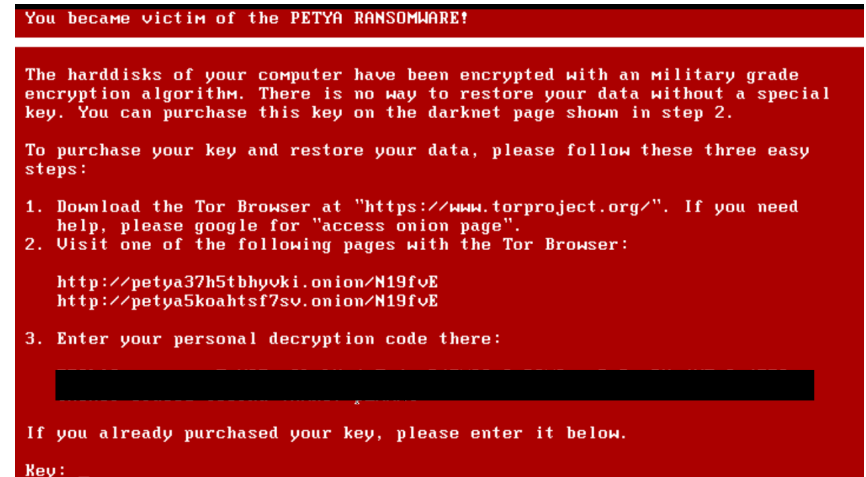 You became victim of the PETYA RANSOMWARE!
The harddisks of your computer have been encrypted with an military grade
encryption algorithm. There is no way to restore your data without a special
key. You can purchase this key on the darknet page shown in step 2.
To purchase your key and restore your data, please follow these three easy
steps:
1. Download the Tor Browser at "https://www.torproject.org/". If you need
help, please google for "access onion page".
2. Visit one of the following pages with the Tor Browser:
http://petya37h5tbhyvki.onion/N19fvE
http://petya5koahtsf7sv.onion/N19fvE
3. Enter your personal decryption code there:
If you already purchased your key, please enter it below.
Key: _